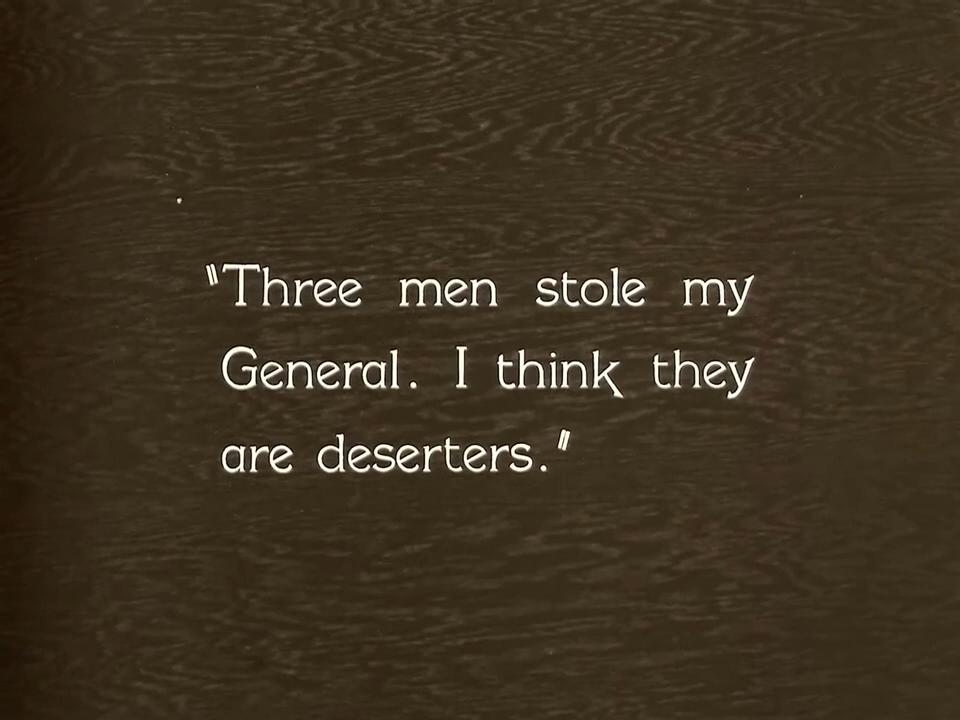 "Three men stole my
General. I think they
are deserters."